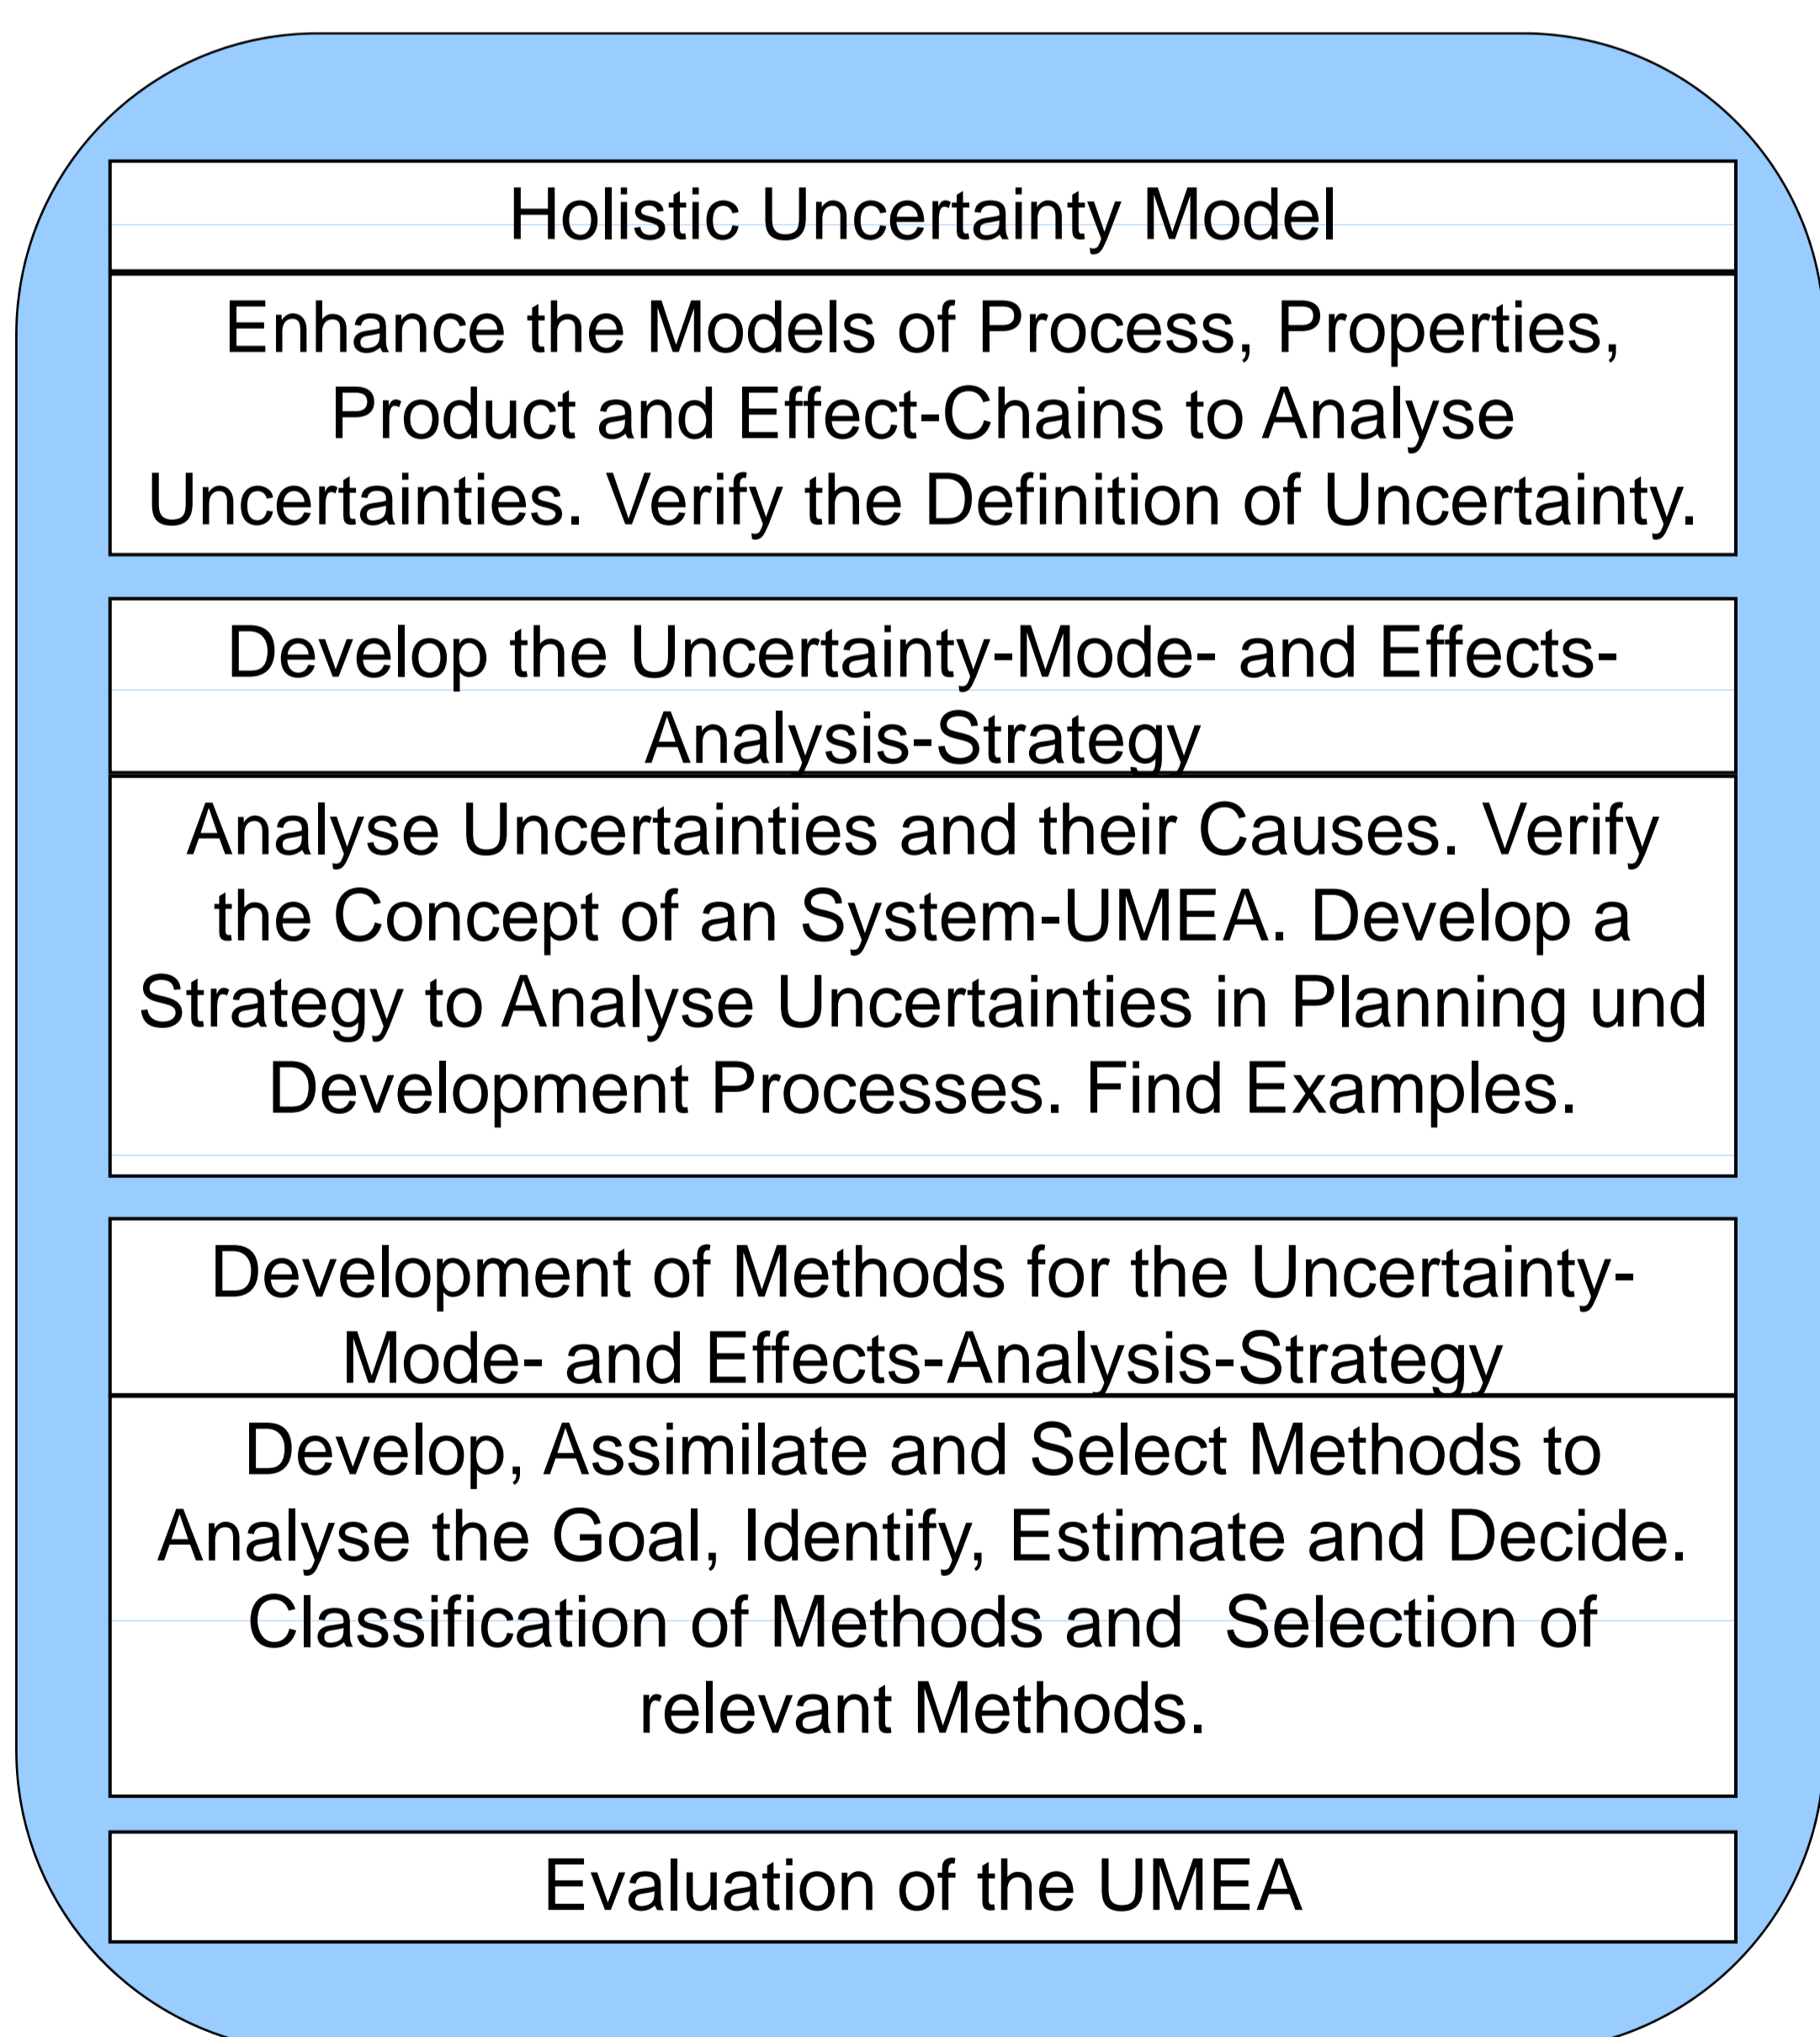 Holistic Uncertainty Model
Enhance the Models of Process, Properties,
Product and Effect-Chains to Analyse
Uncertainties. Verify the Definition of Uncertainty.
Develop the Uncertainty-Mode- and Effects-
Analysis-Strategy
Analyse Uncertainties and their Causes. Verify
the Concept of an System-UMEA. Develop a
Strategy to Analyse Uncertainties in Planning und
Development Processes. Find Examples.
Development of Methods for the Uncertainty-
Mode- and Effects-Analysis-Strategy
Develop, Assimilate and Select Methods to
Analyse the Goal, Identify, Estimate and Decide.
Classification of Methods and  Selection of
relevant Methods.
Evaluation of the UMEA